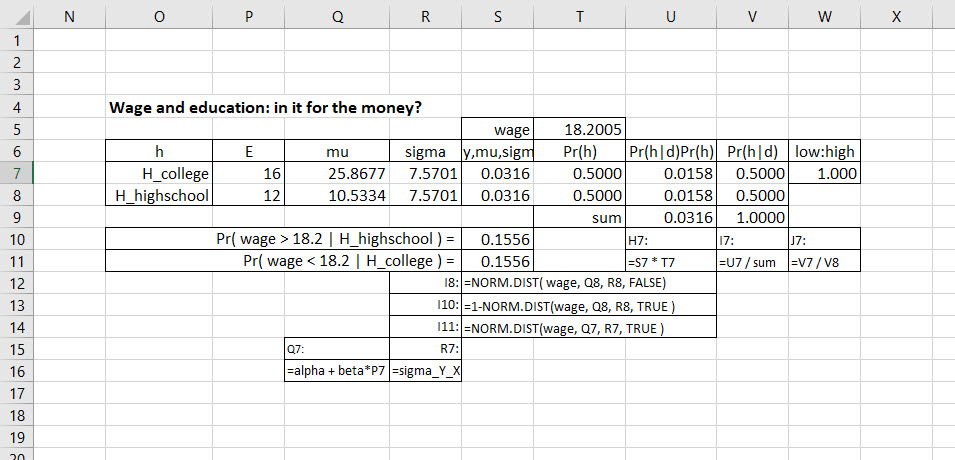 N O P Q R S T U V W X
1
2
3
4 Wage and education: in it for the money?
5 wage 18.2005
6 h E mu sigma y,mu,sigm Pr(h) Pr(h|d)Pr(h) Pr(h|d) low:high
7 H_college 16 25.8677 7.5701 0.0316 0.5000 0.0158 0.5000 1.000
8 H_highschool 12 10.5334 7.5701 0.0316 0.5000 0.0158 0.5000
9 sum 0.0316 1.0000
10 Pr( wage > 18.2 | H_highschool ) = 0.1556 H7: I7: J7:
11 Pr( wage < 18.2 | H_college ) = 0.1556 =S7 * T7 =U7 / sum =V7 / V8
12 I8: =NORM.DIST( wage, Q8, R8, FALSE)
13 I10: =1-NORM.DIST(wage, Q8, R8, TRUE )
14 I11: =NORM.DIST(wage, Q7, R7, TRUE )
15 Q7: R7:
16 =alpha + beta*P7 =sigma_Y_X
17
18
19
20